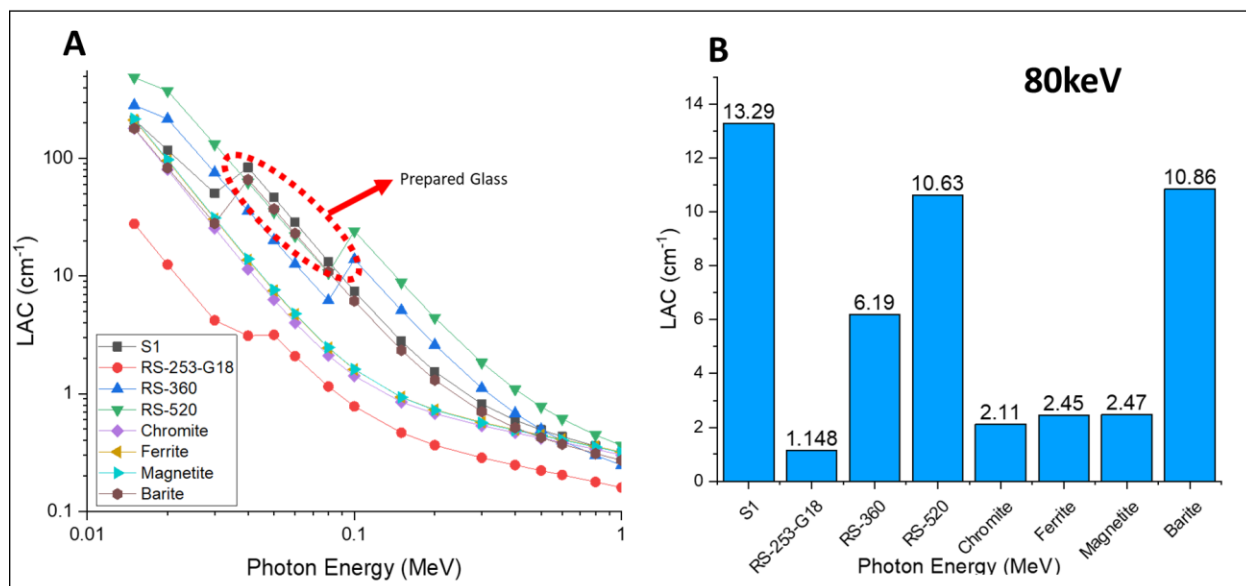 A
LAC (cm-1)
100
10
1
0.1
0.01
0.1
1
Photon Energy (MeV)
Prepared Glass
S1
RS-253-G18
RS-360
RS-520
Chromite
Ferrite
Magnetite
Barite
B
80keV
LAC (cm-1)
14
12
10
8
6
4
2
0
13.29
1.148
6.19
10.63
2.11
2.45
2.47
10.86
S1
RS-253-G18
RS-360
RS-520
Chromite
Ferrite
Magnetite
Barite
Photon Energy (MeV)